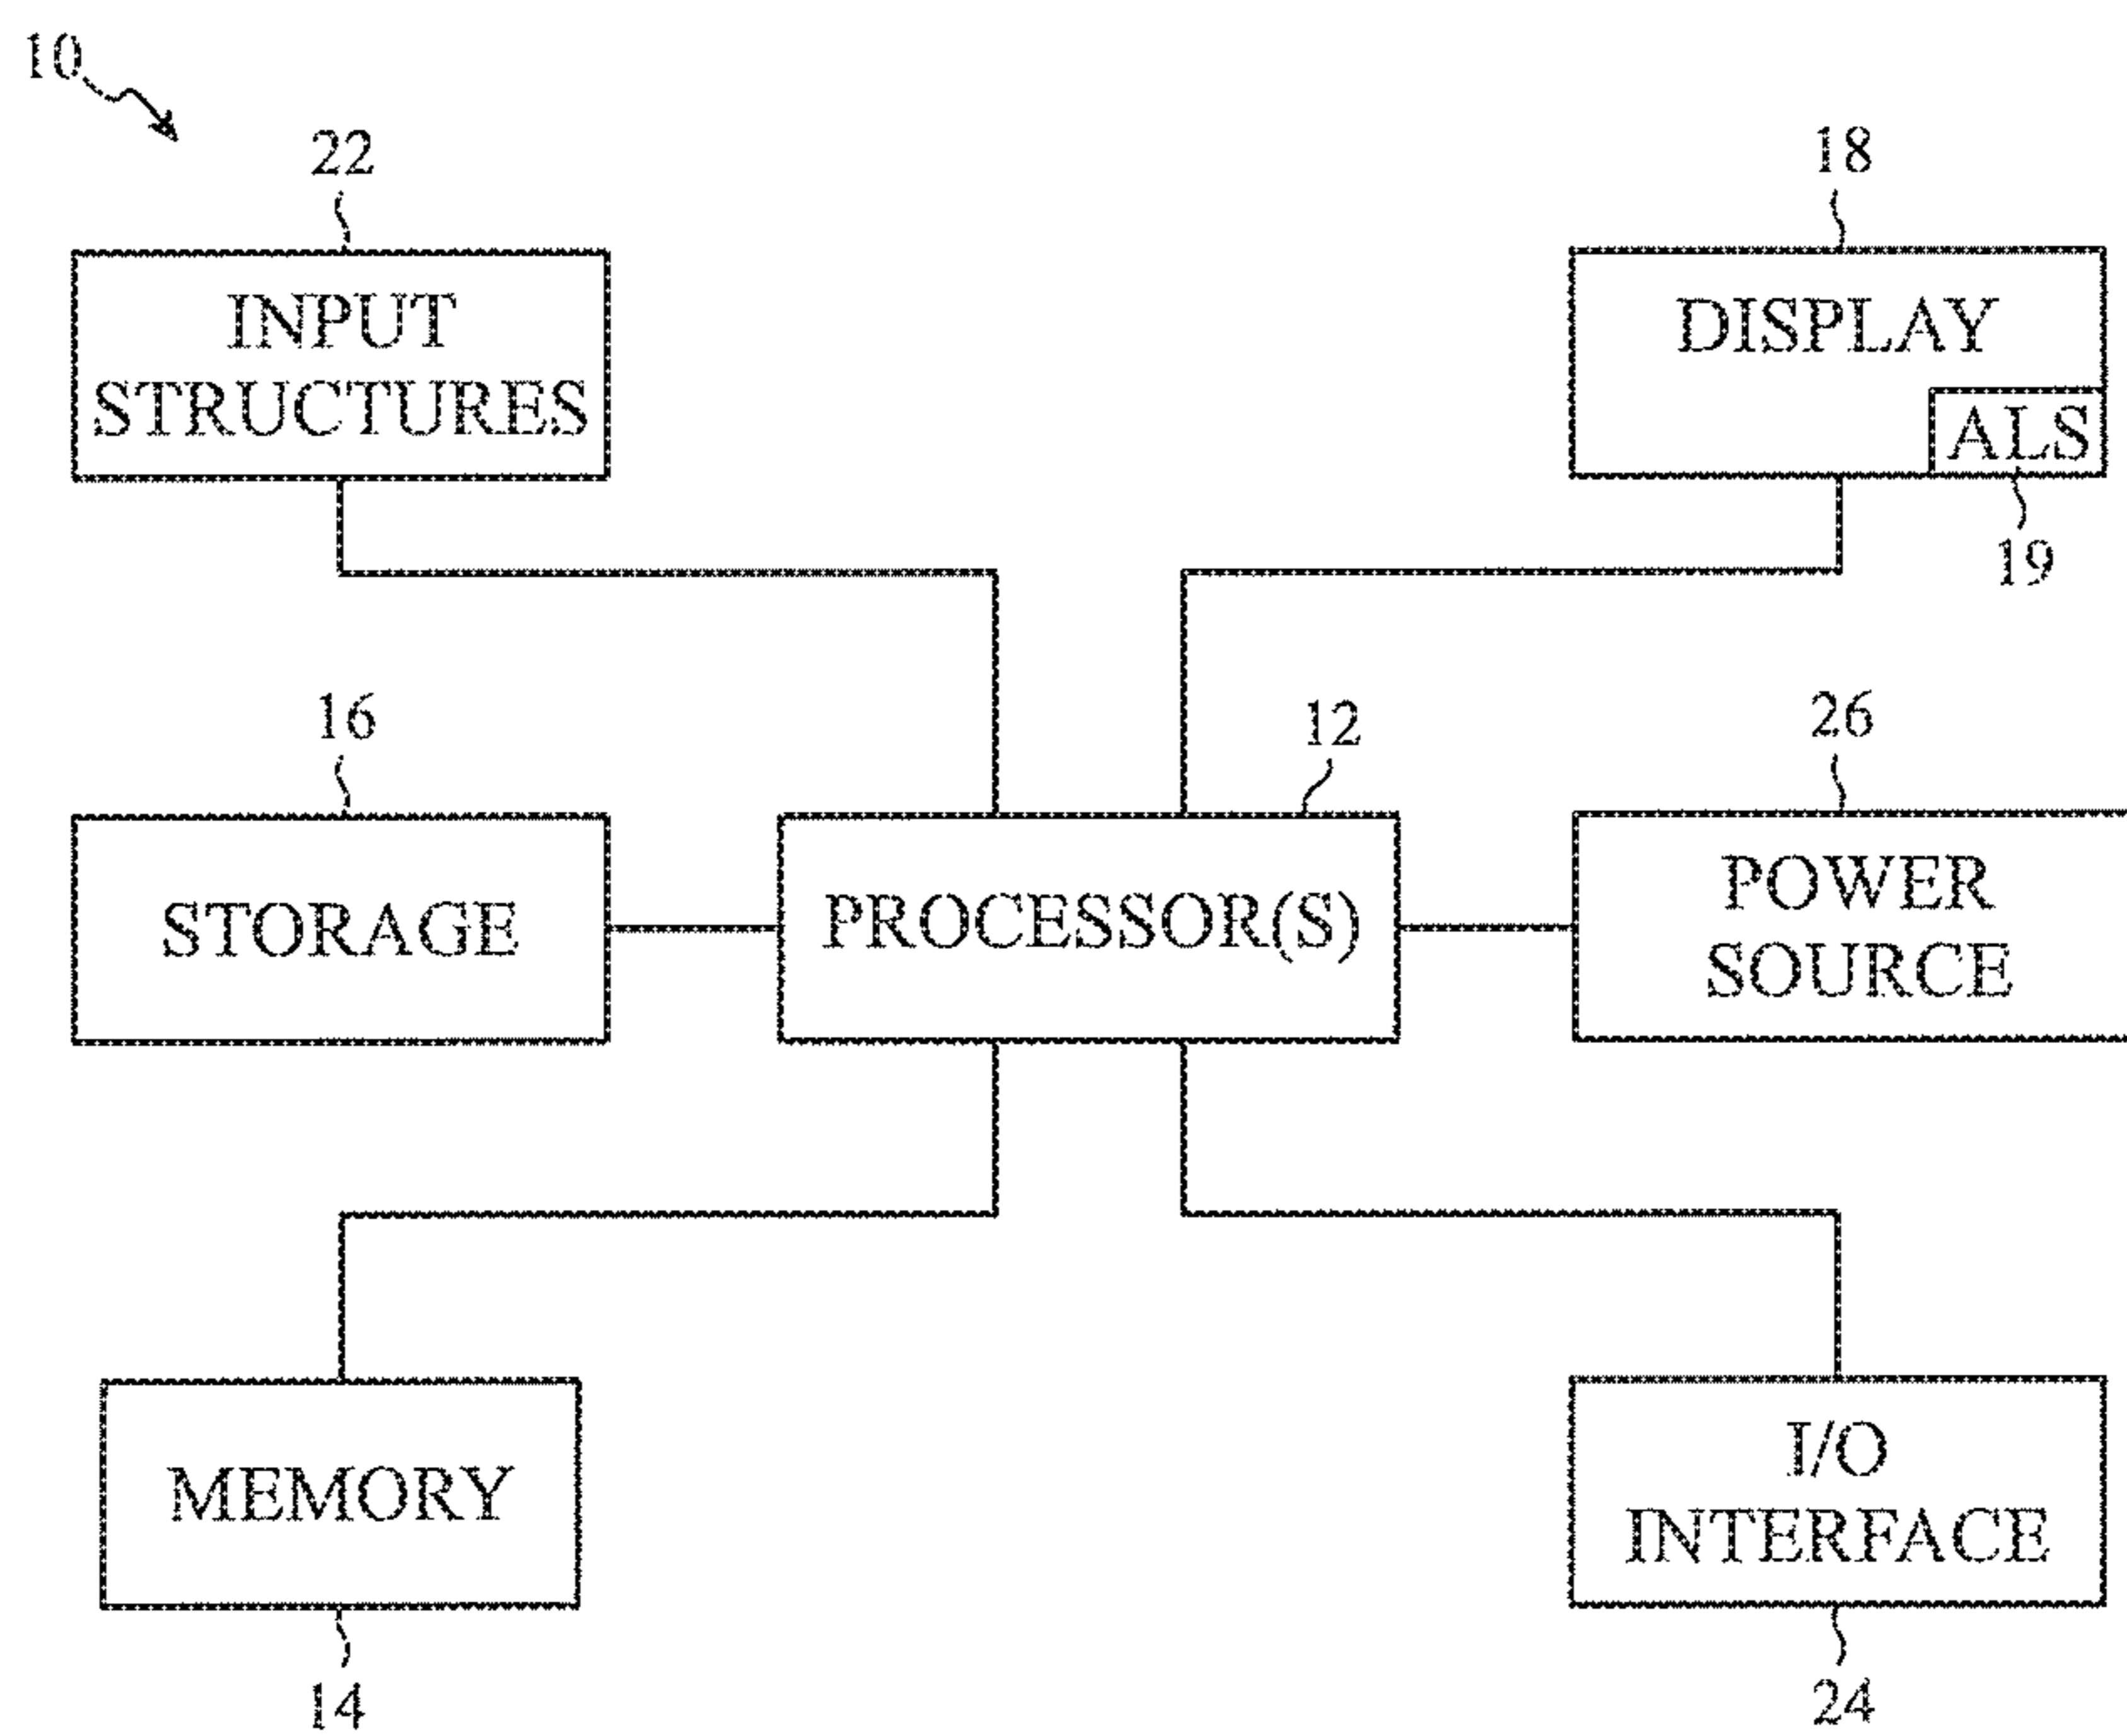 10
22
18
INPUT
STRUCTURES
DISPLAY
ALS
19
16
12
26
STORAGE
PROCESSOR(S)
POWER
SOURCE
MEMORY
I/O
INTERFACE
14
24